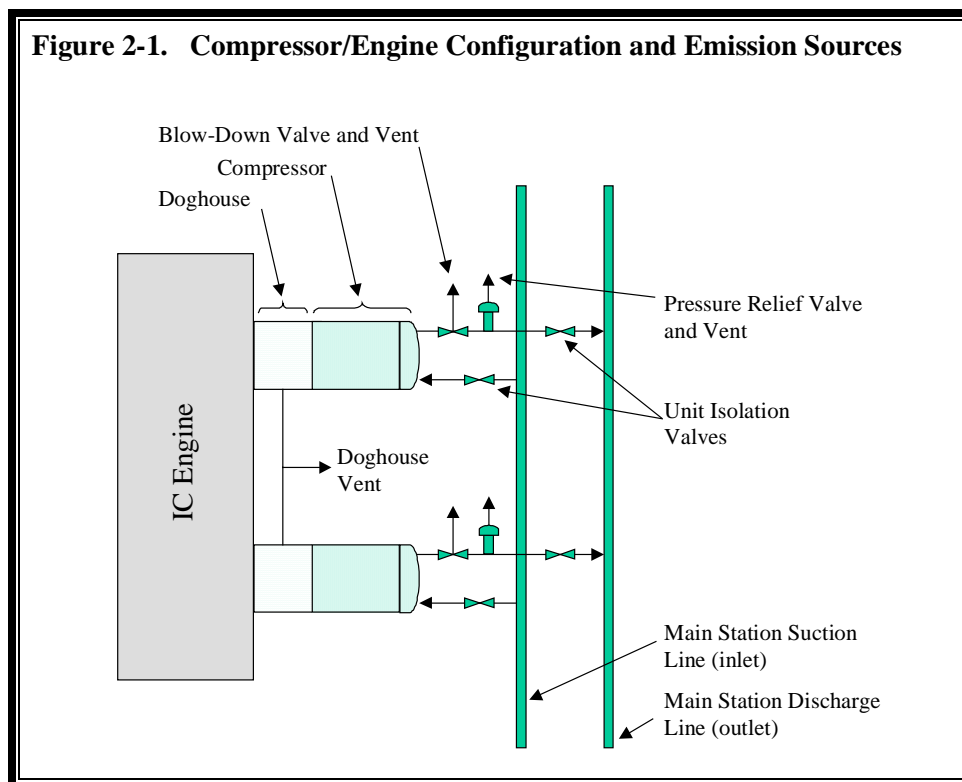 Figure 2-1. Compressor/Engine Configuration and Emission Sources
Blow-Down Valve and Vent
Compressor
Doghouse
Pressure Relief Valve
and Vent
Unit Isolation
Valves
IC Engine
Doghouse
Vent
Main Station Suction
Line (inlet)
Main Station Discharge
Line (outlet)